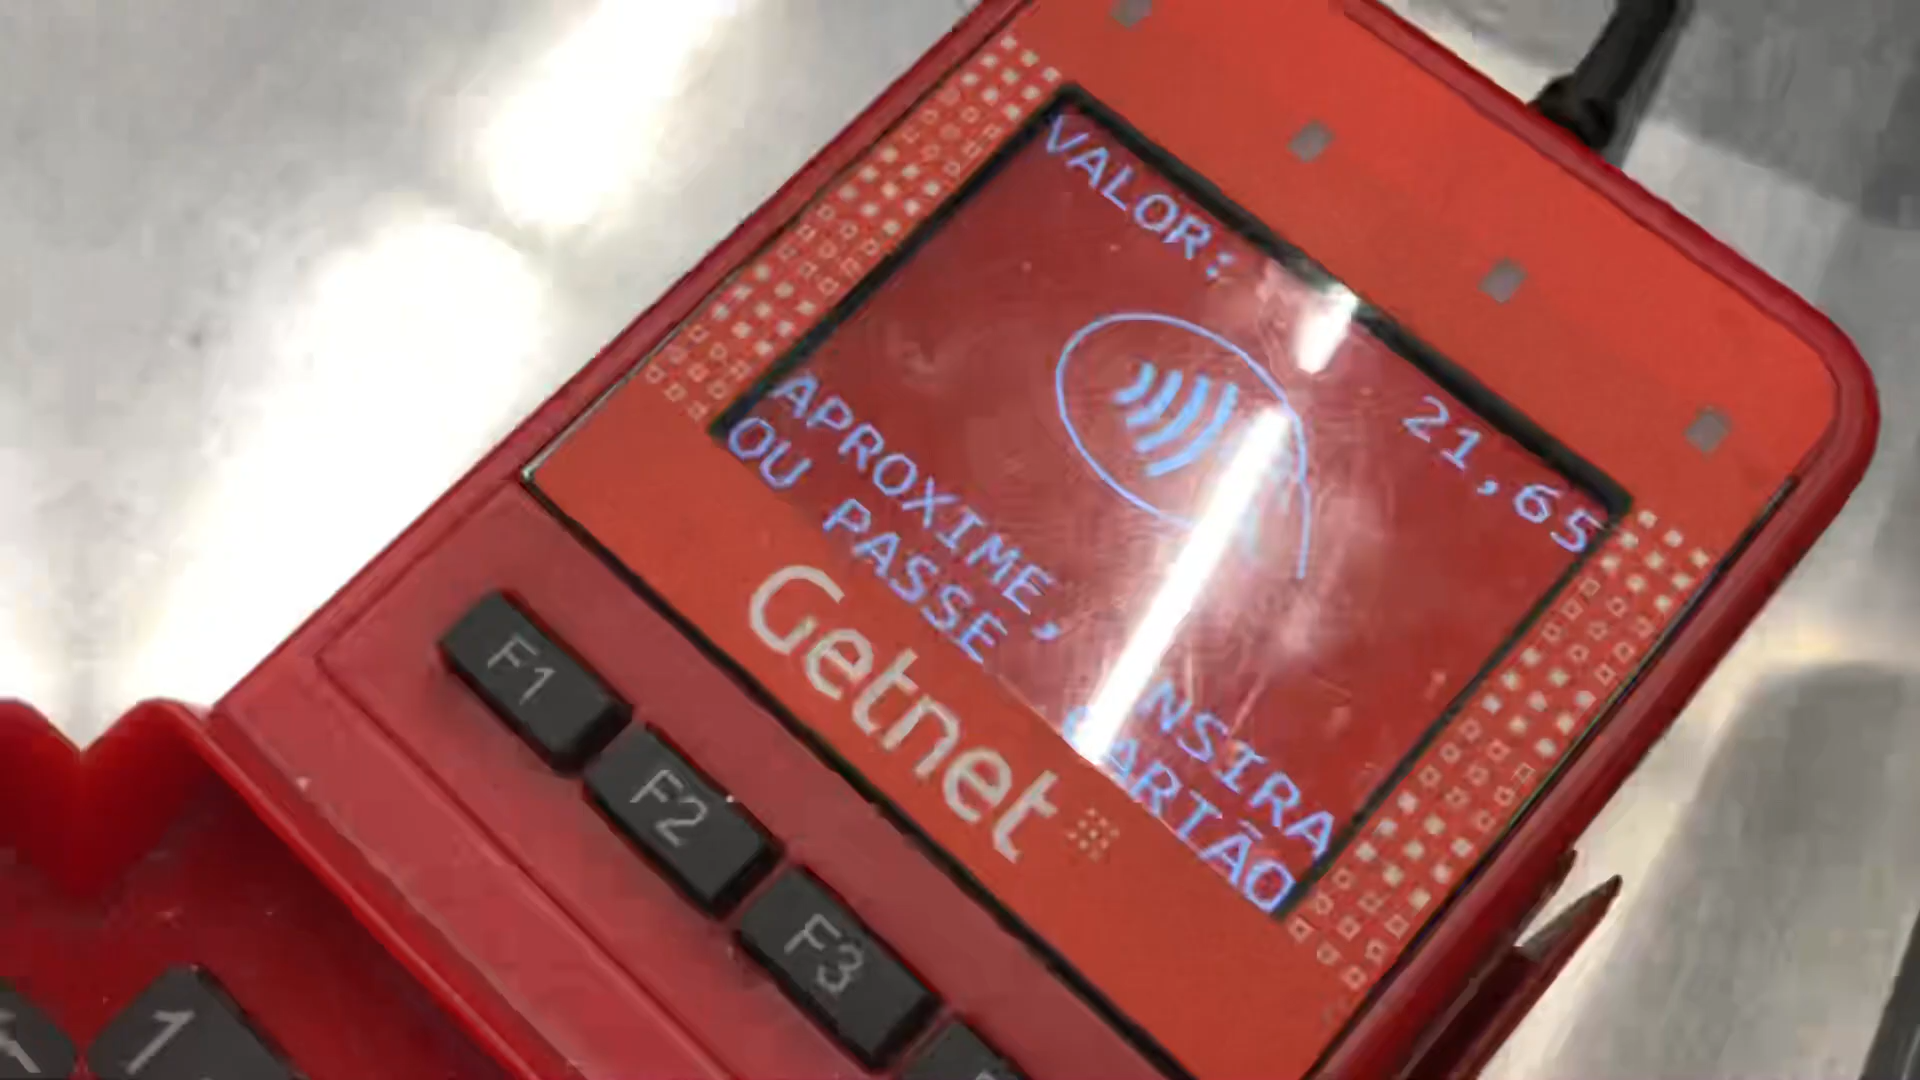 VALOR:
21,65
APROXIME, INSIRA
OU PASSE CARTÃO
Getnet
F1
F2
F3
1